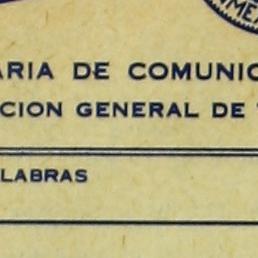 ARIA DE COMUNIC
CION GENERAL DE
LABRAS